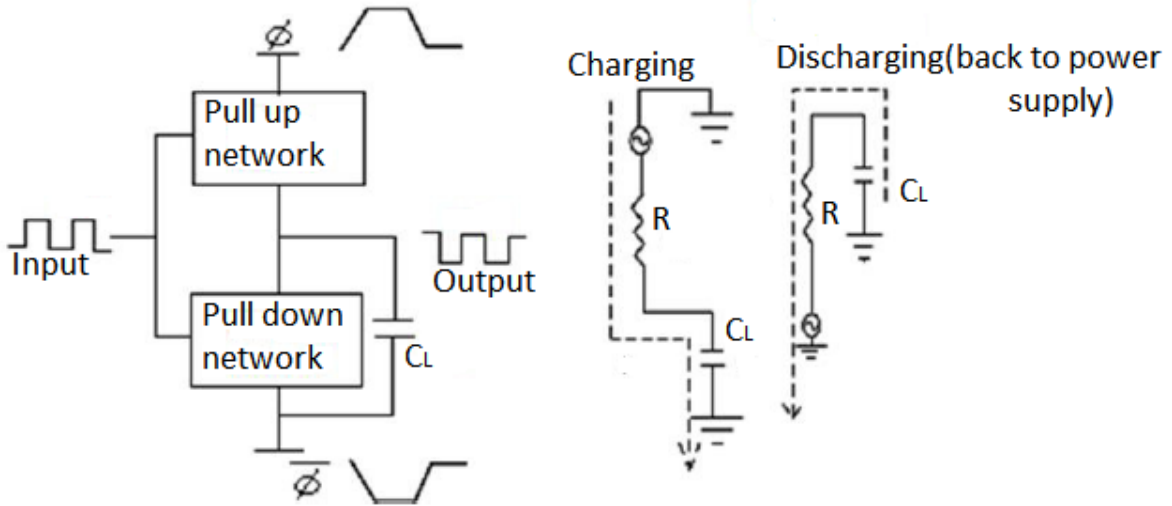 ϕ
Pull up
network
Input
Output
Pull down
network
CL
ϕ̅
Charging
R
CL
Discharging(back to power
supply)
R
CL